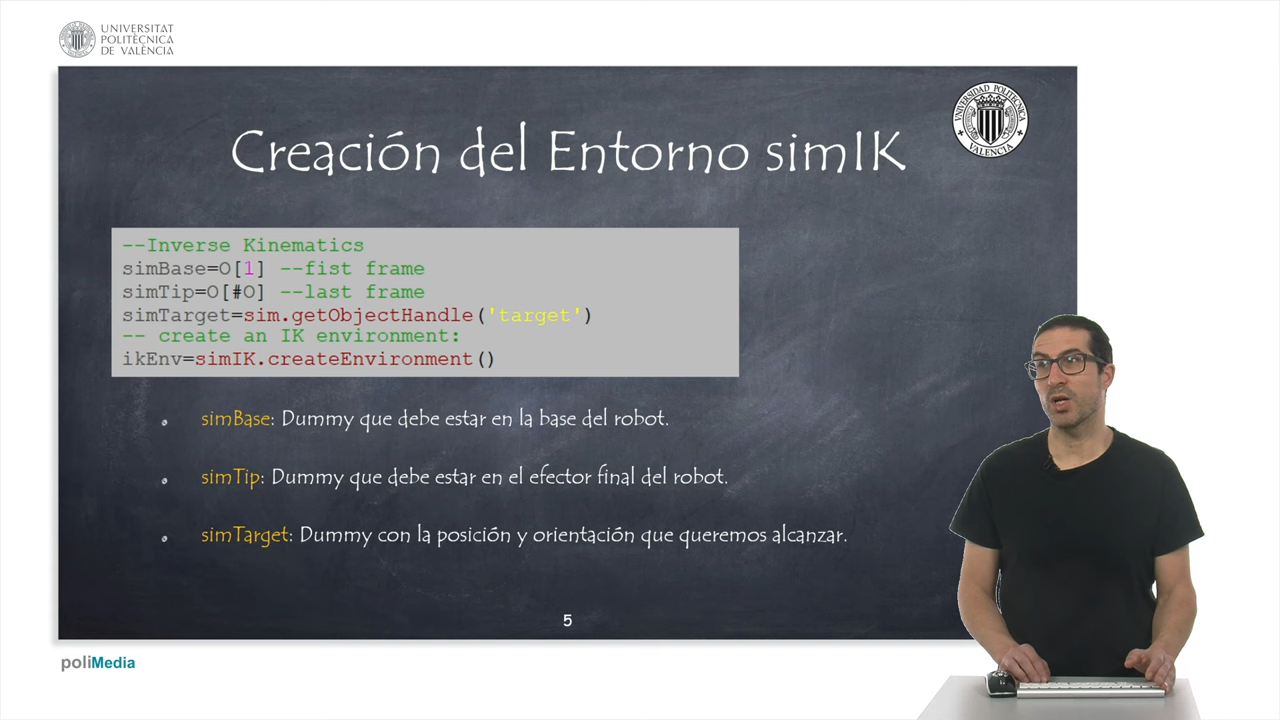 UNIVERSITAT
POLITÈCNICA
DE VALÈNCIA
UNIVERSIDAD POLITECNICA
VALENCIA
Creación del Entorno simIK
--Inverse Kinematics
simBase=O[1] --fist frame
simTip=O[#O] --last frame
simTarget=sim.getObjectHandle('target')
-- create an IK environment:
ikEnv=simIK.createEnvironment()
simBase: Dummy que debe estar en la base del robot.
simTip: Dummy que debe estar en el efector final del robot.
simTarget: Dummy con la posición y orientación que queremos alcanzar.
5
poliMedia